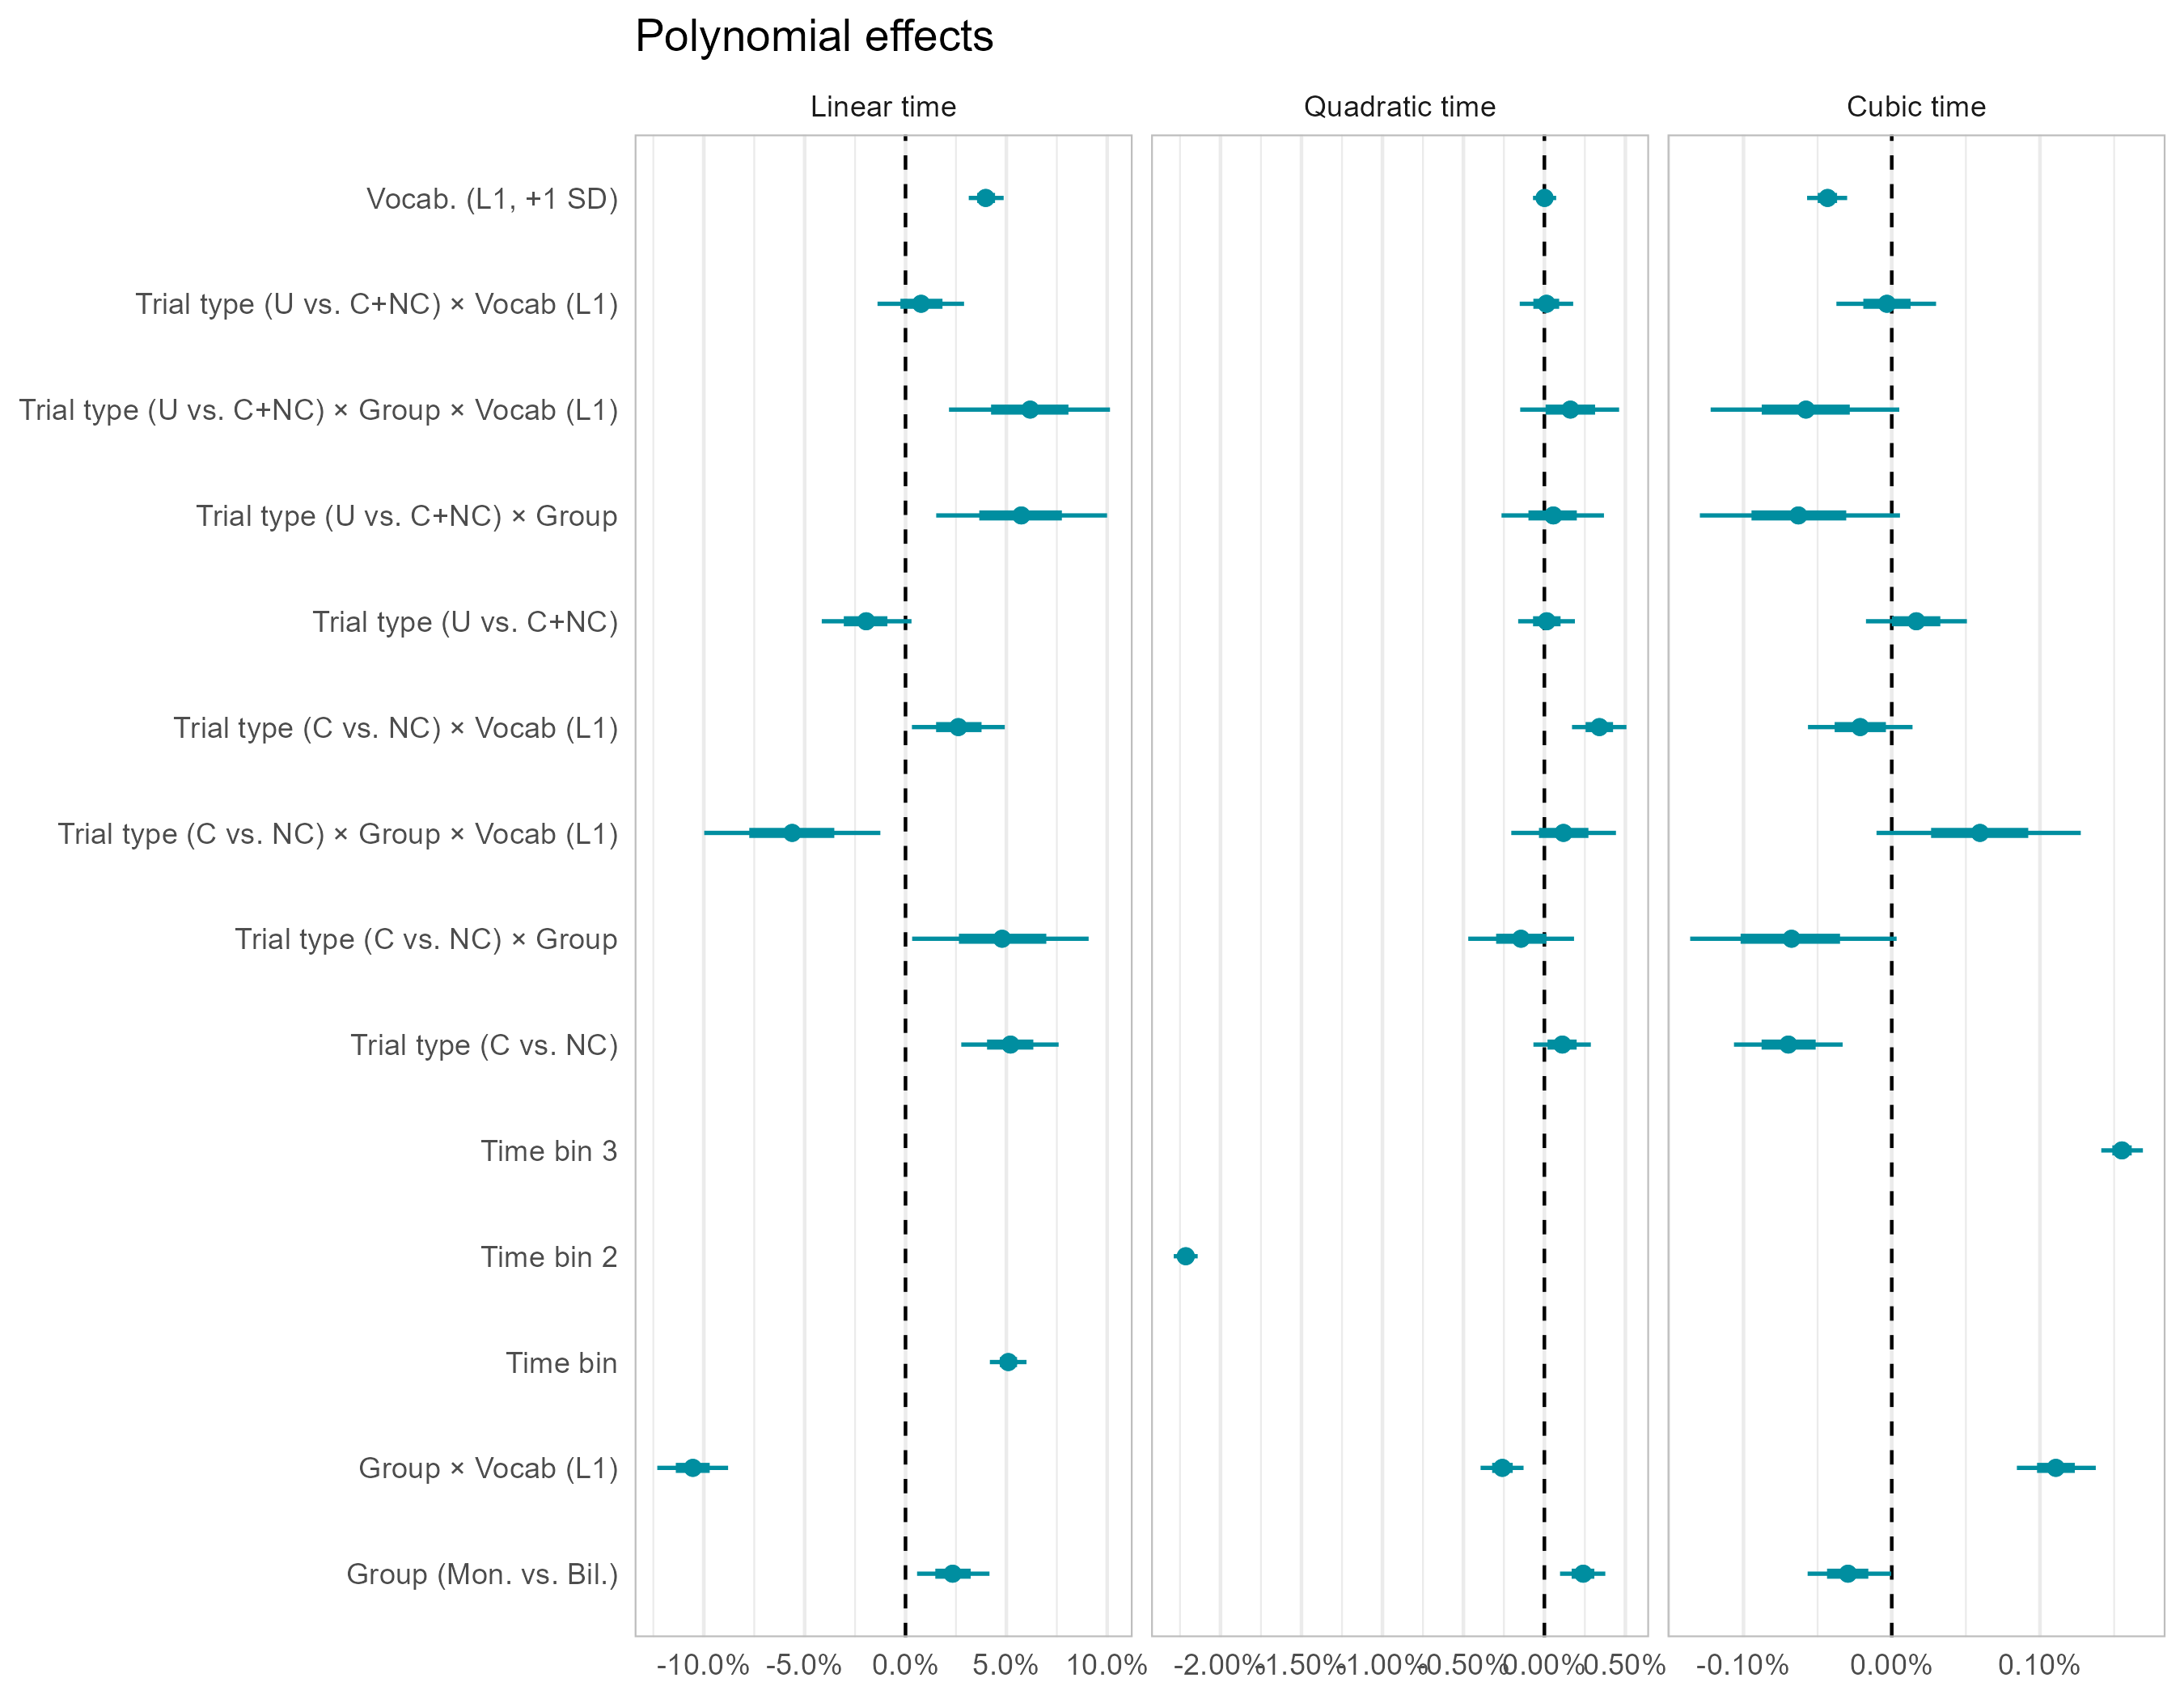 Polynomial effects
Linear time
Quadratic time
Cubic time
Vocab. (L1, +1 SD)
Trial type (U vs. C+NC) × Vocab (L1)
Trial type (U vs. C+NC) × Group × Vocab (L1)
Trial type (U vs. C+NC) × Group
Trial type (U vs. C+NC)
Trial type (C vs. NC) × Vocab (L1)
Trial type (C vs. NC) × Group × Vocab (L1)
Trial type (C vs. NC) × Group
Trial type (C vs. NC)
Time bin 3
Time bin 2
Time bin
Group × Vocab (L1)
Group (Mon. vs. Bil.)
-10.0% -5.0% 0.0% 5.0% 10.0%
-2.00% -1.50% -1.00% -0.50% 0.00% 0.50%
-0.10% 0.00% 0.10%